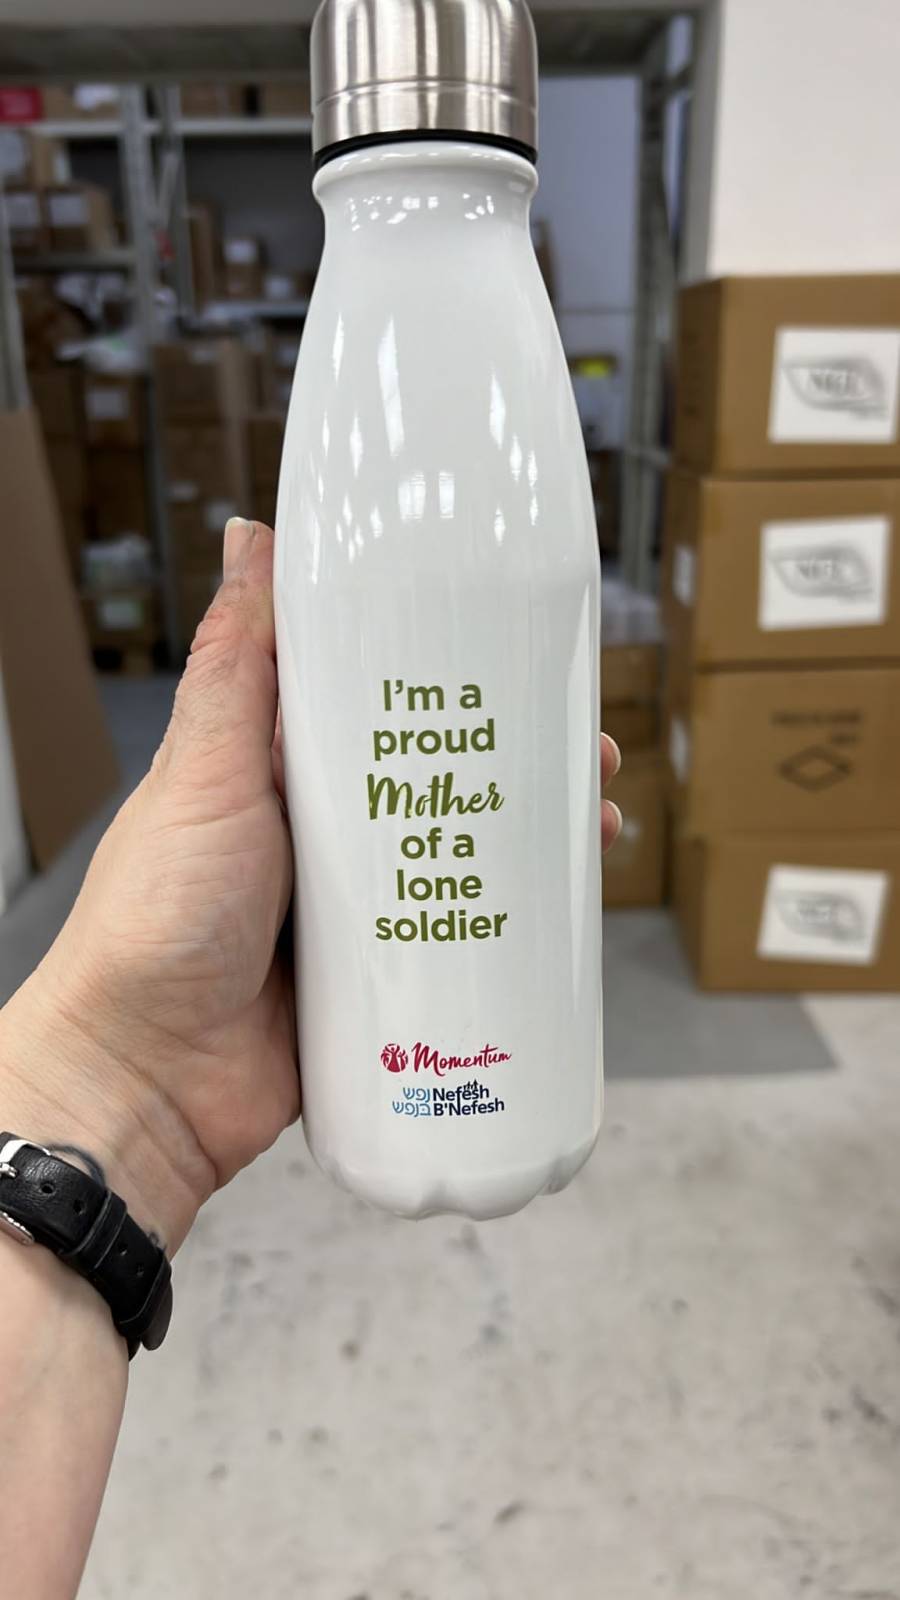 I'm a
proud
Mother
of a
lone
soldier
Momentum
נפש Nefesh
בנפש B'Nefesh